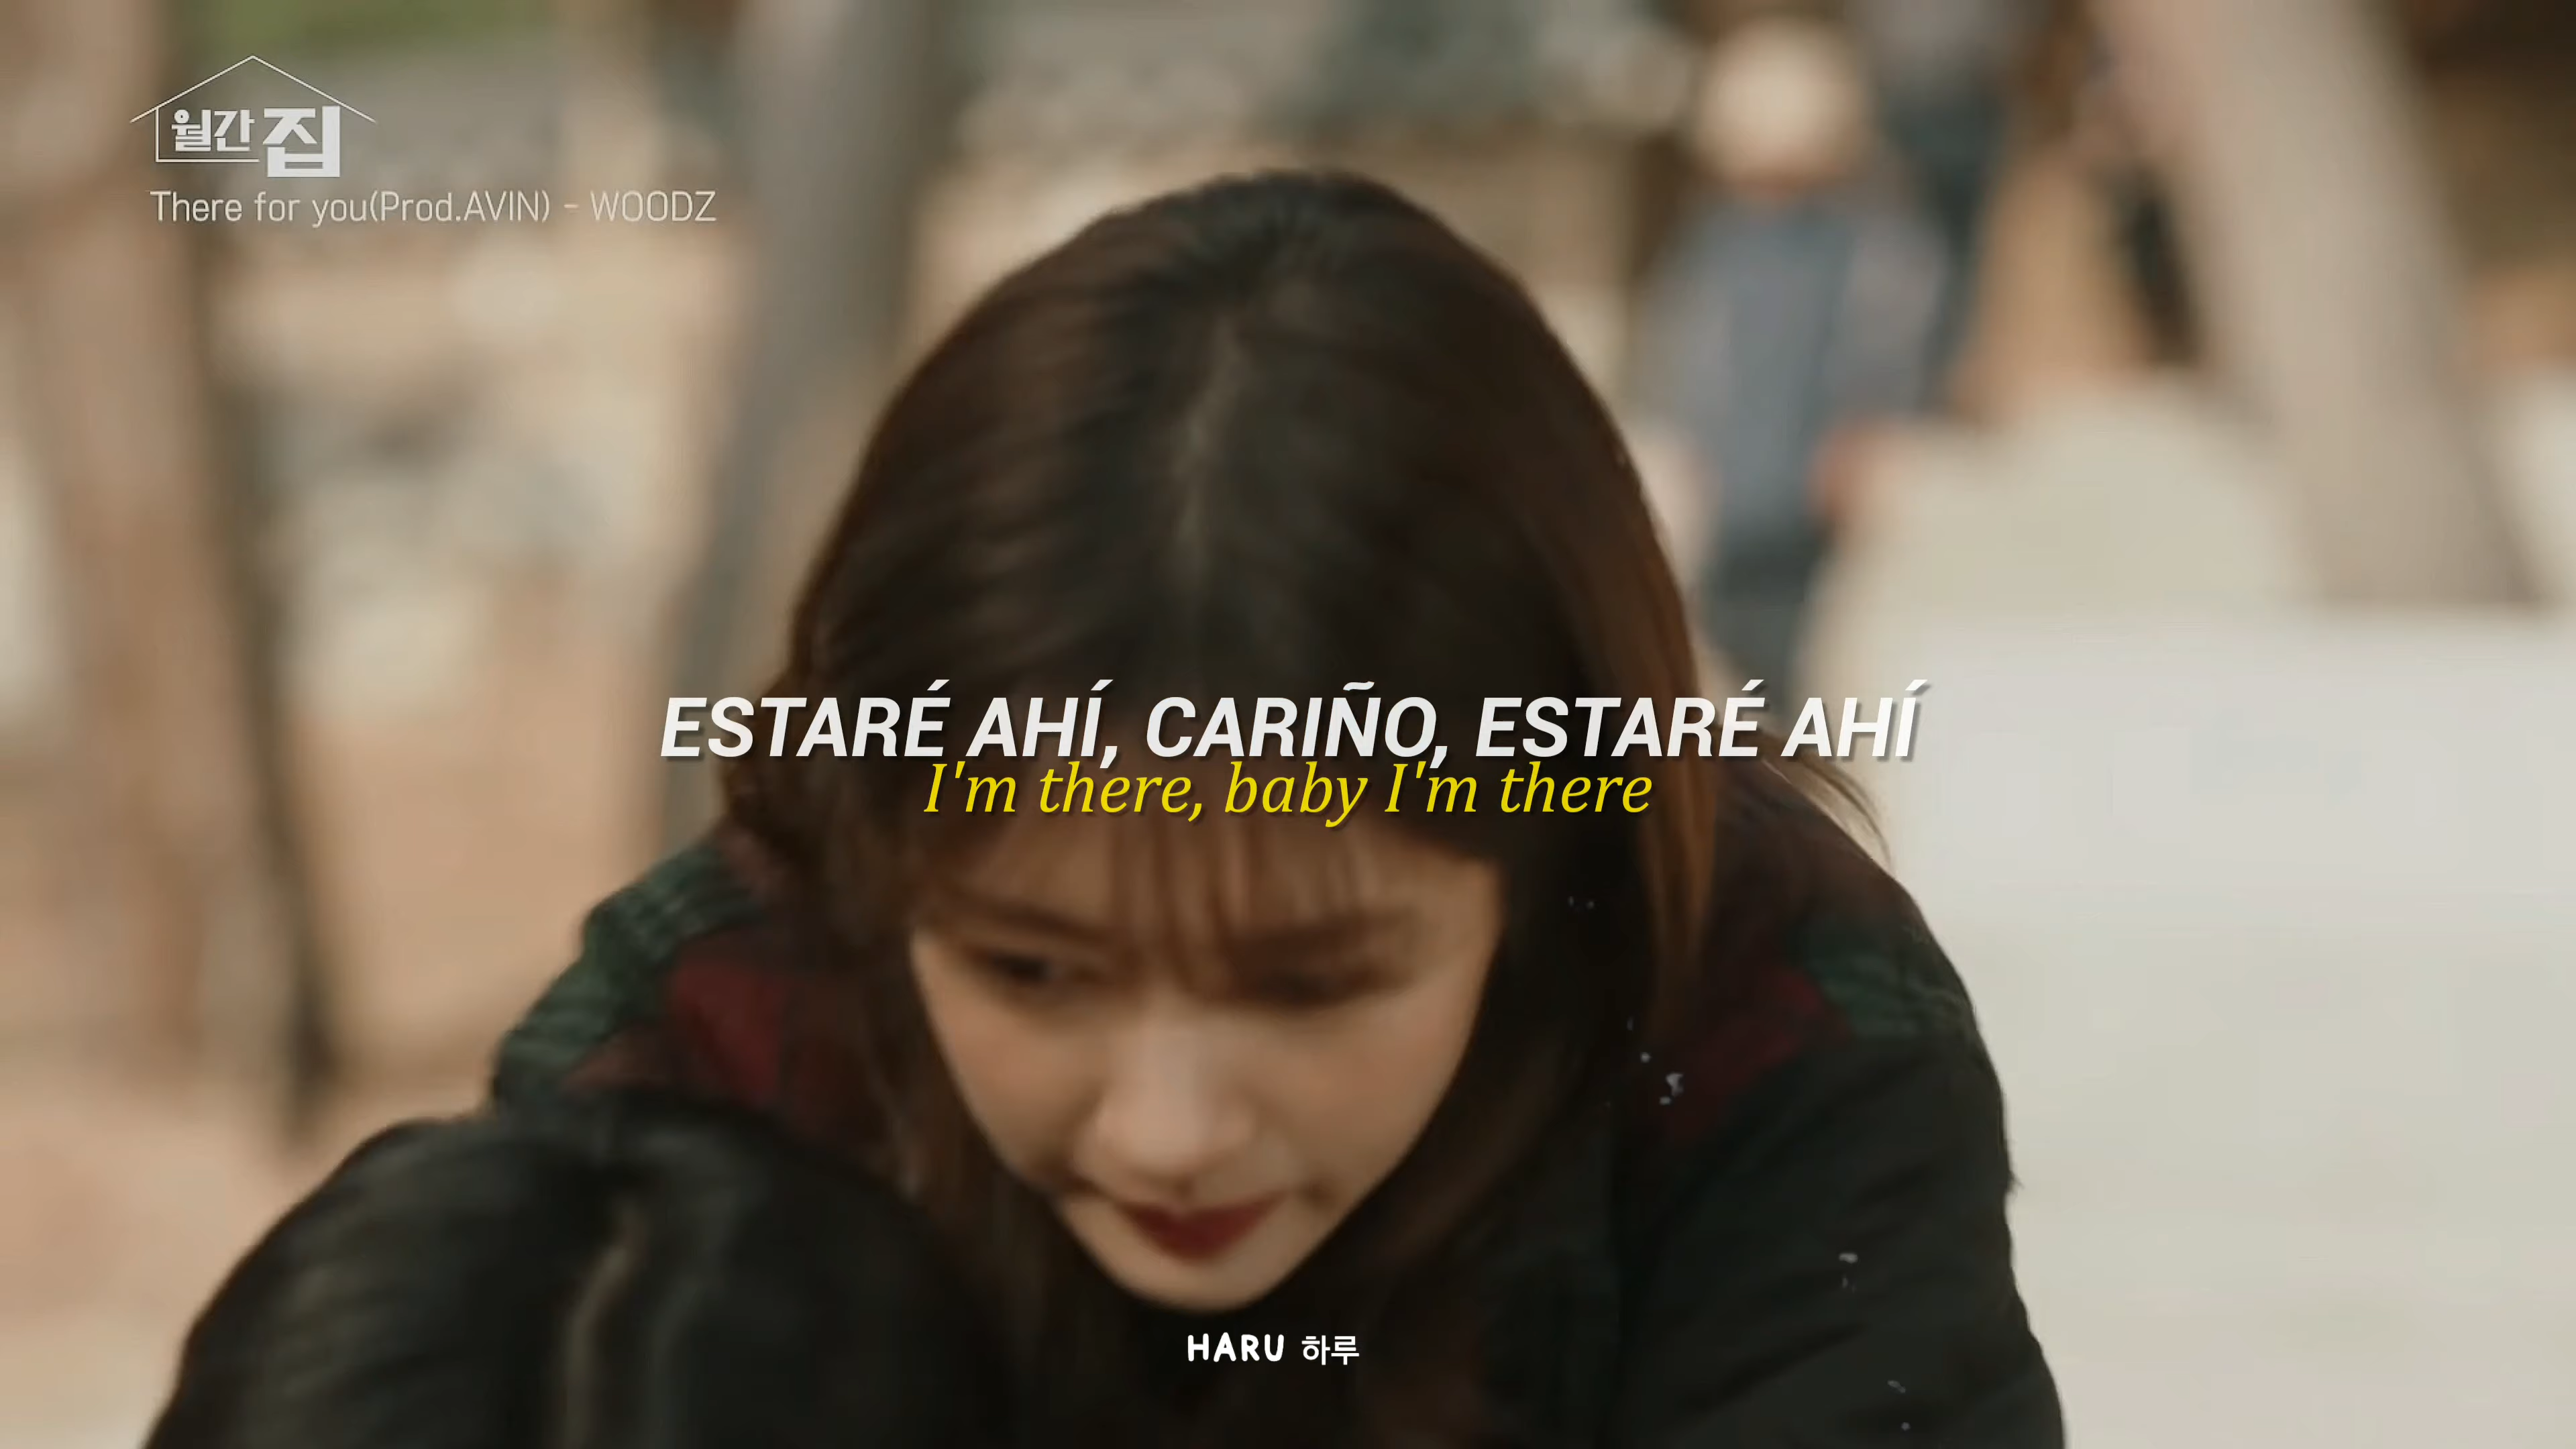 월간 집
There for you(Prod.AVIN) - WOODZ
ESTARÉ AHÍ, CARIÑO, ESTARÉ AHÍ
I'm there, baby I'm there
HARU 하루